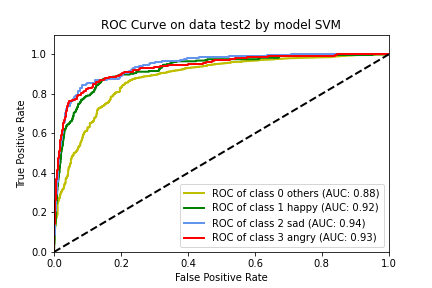 ROC Curve on data test2 by model SVM
True Positive Rate
1.0
0.8
0.6
0.4
0.2
0.0
ROC of class 0 others (AUC: 0.88)
ROC of class 1 happy (AUC: 0.92)
ROC of class 2 sad (AUC: 0.94)
ROC of class 3 angry (AUC: 0.93)
0.0 0.2 0.4 0.6 0.8 1.0
False Positive Rate